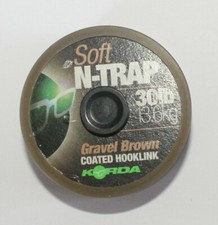 Soft
N-TRAP
30lb
13.6kg
Gravel Brown
COATED HOOKLINK
KORDA